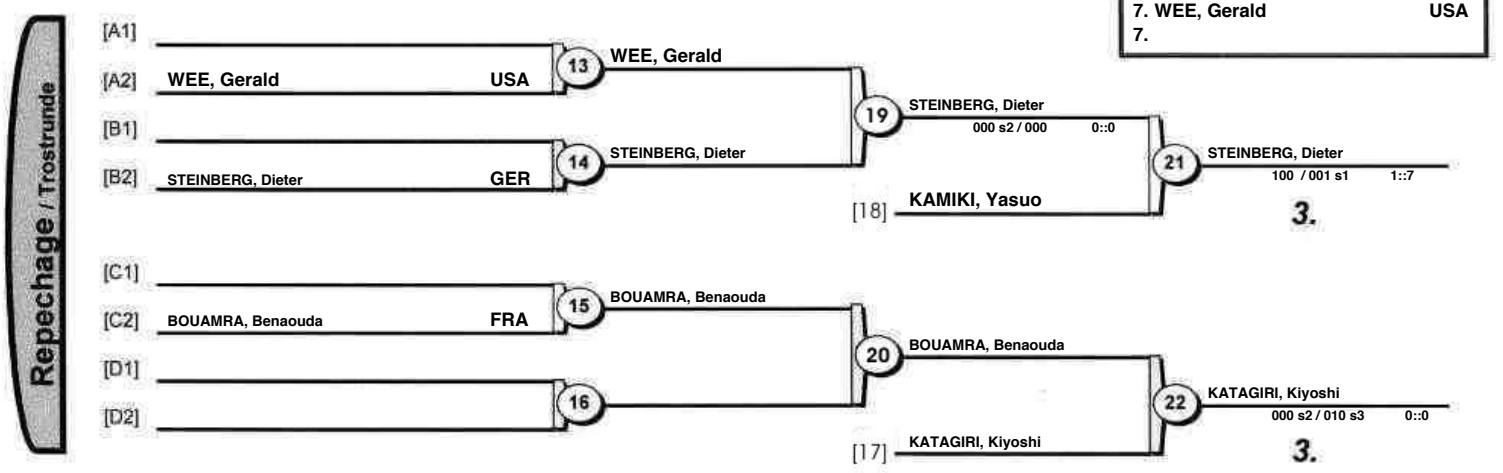 7. WEE, Gerald USA
7.
Repechage / Trostrunde
[A1]
[A2] WEE, Gerald USA
13 WEE, Gerald
[B1]
[B2] STEINBERG, Dieter GER
14 STEINBERG, Dieter
19 STEINBERG, Dieter
000 s2 / 000 0::0
[18] KAMIKI, Yasuo
21 STEINBERG, Dieter
100 / 001 s1 1::7
3.
[C1]
[C2] BOUAMRA, Benaouda FRA
15 BOUAMRA, Benaouda
[D1]
[D2]
16
20 BOUAMRA, Benaouda
[17] KATAGIRI, Kiyoshi
22 KATAGIRI, Kiyoshi
000 s2 / 010 s3 0::0
3.